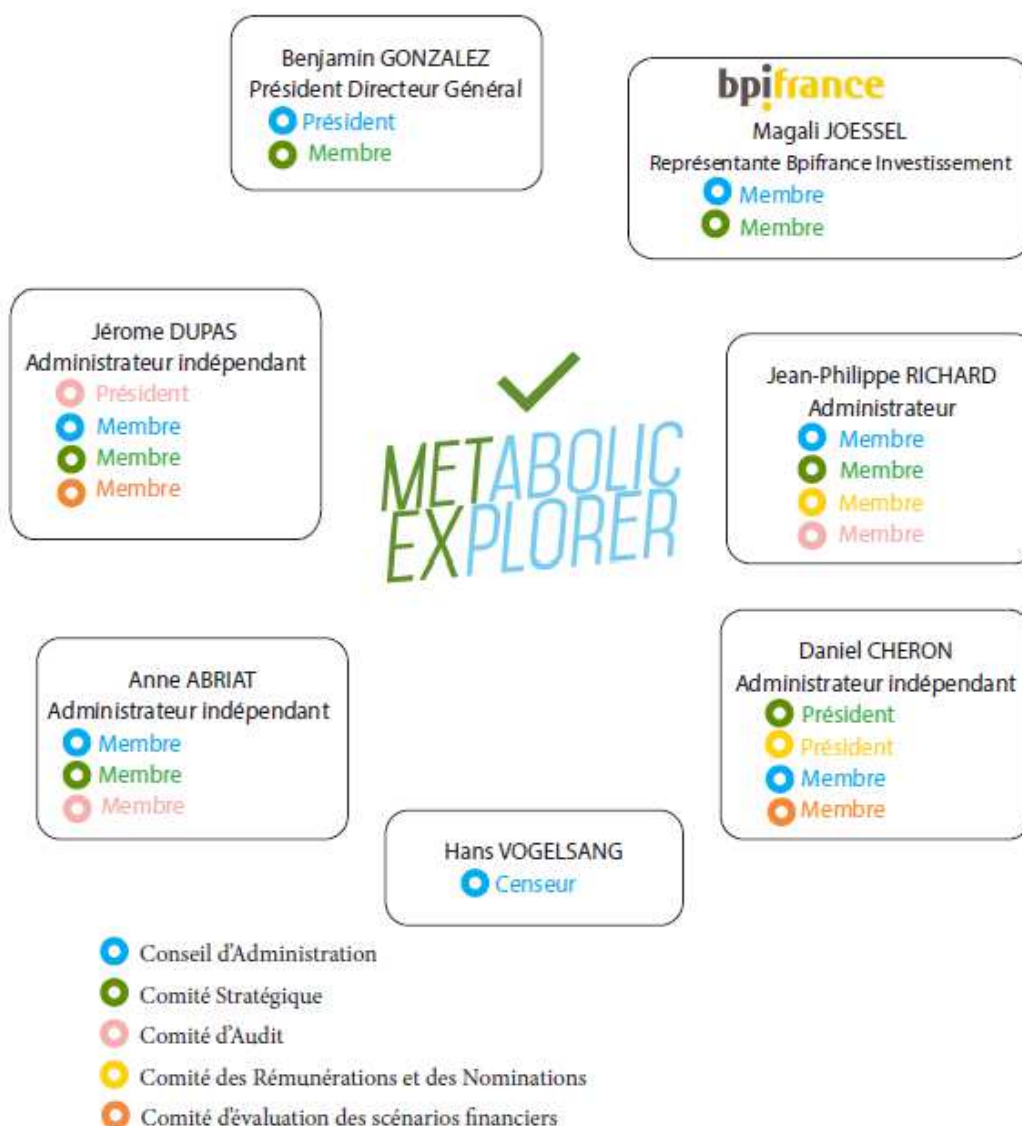 Benjamin GONZALEZ
Président Directeur Général
Président
Membre
bpifrance
Magali JOESSEL
Représentante Bpifrance Investissement
Membre
Membre
Jérome DUPAS
Administrateur indépendant
Président
Membre
Membre
Membre
METABOLIC
EXPLORER
Jean-Philippe RICHARD
Administrateur
Membre
Membre
Membre
Membre
Anne ABRIAT
Administrateur indépendant
Membre
Membre
Membre
Daniel CHERON
Administrateur indépendant
Président
Président
Membre
Membre
Hans VOGELSANG
Censeur
Conseil d'Administration
Comité Stratégique
Comité d'Audit
Comité des Rémunérations et des Nominations
Comité d'évaluation des scénarios financiers